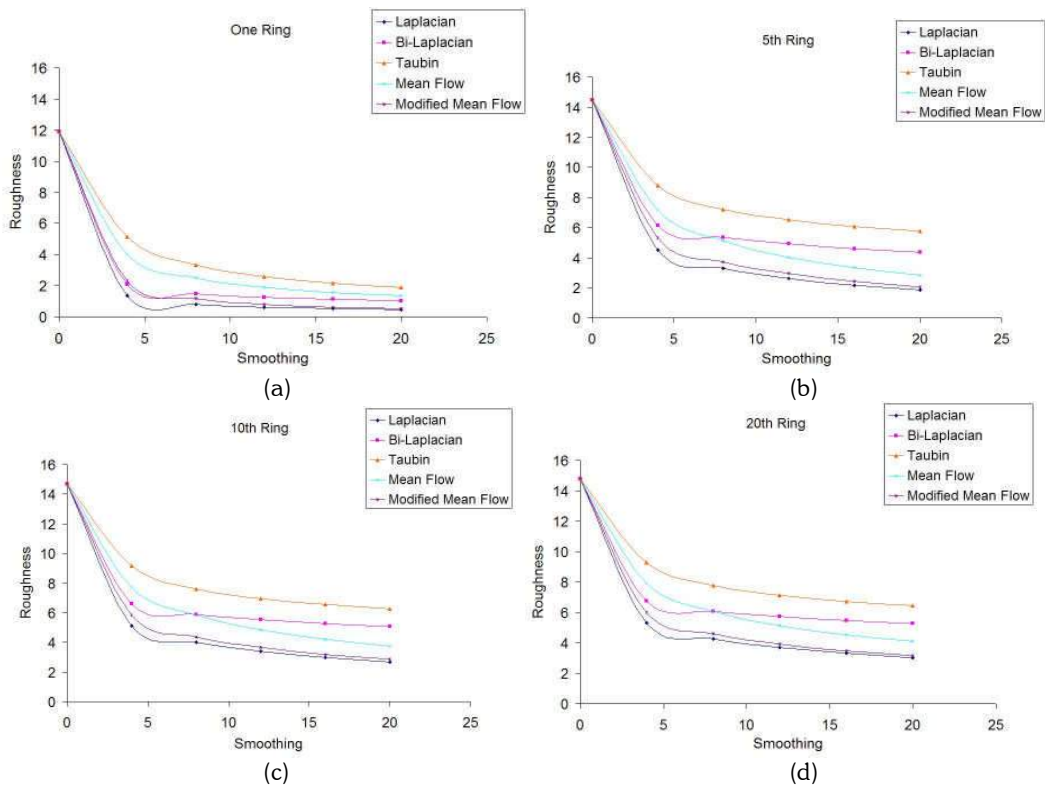 One Ring
Laplacian
Bi-Laplacian
Taubin
Mean Flow
Modified Mean Flow
16
14
12
10
8
6
4
2
0
Roughness
0 5 10 15 20 25
Smoothing
(a)
5th Ring
Laplacian
Bi-Laplacian
Taubin
Mean Flow
Modified Mean Flow
16
14
12
10
8
6
4
2
0
Roughness
0 5 10 15 20 25
Smoothing
(b)
10th Ring
Laplacian
Bi-Laplacian
Taubin
Mean Flow
Modified Mean Flow
16
14
12
10
8
6
4
2
0
Roughness
0 5 10 15 20 25
Smoothing
(c)
20th Ring
Laplacian
Bi-Laplacian
Taubin
Mean Flow
Modified Mean Flow
16
14
12
10
8
6
4
2
0
Roughness
0 5 10 15 20 25
Smoothing
(d)